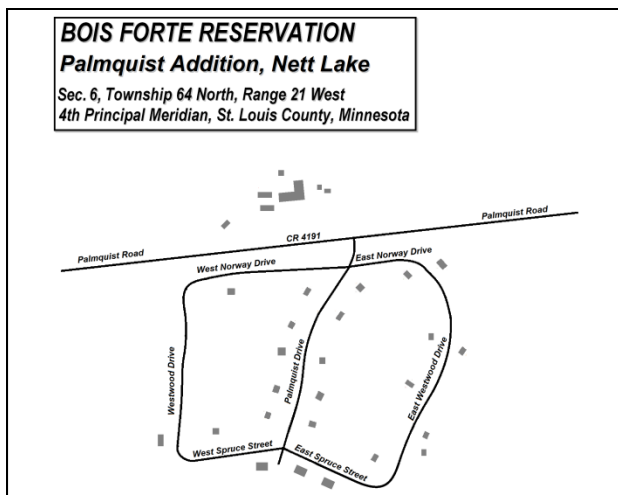 BOIS FORTE RESERVATION
Palmquist Addition, Nett Lake
Sec. 6, Township 64 North, Range 21 West
4th Principal Meridian, St. Louis County, Minnesota
Palmquist Road
CR 4191
Palmquist Road
West Norway Drive
East Norway Drive
Westwood Drive
Palmquist Drive
East Westwood Drive
West Spruce Street
East Spruce Street